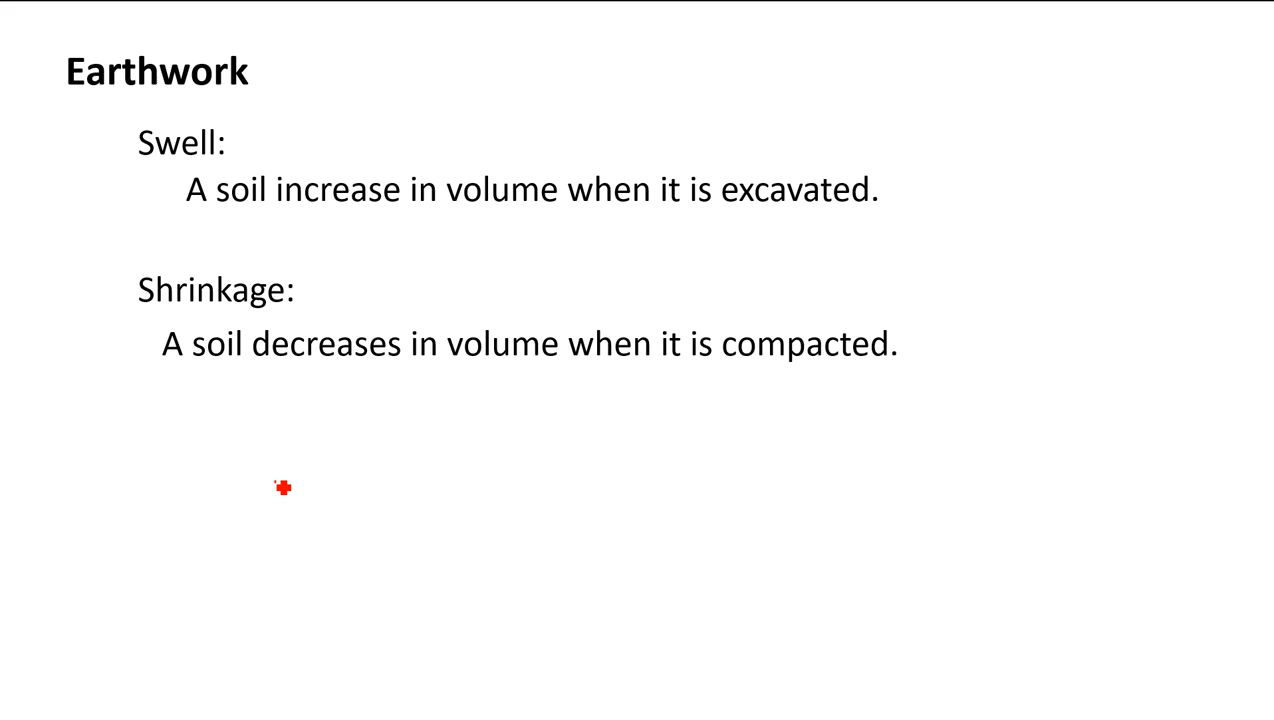 Earthwork
Swell:
A soil increase in volume when it is excavated.
Shrinkage:
A soil decreases in volume when it is compacted.